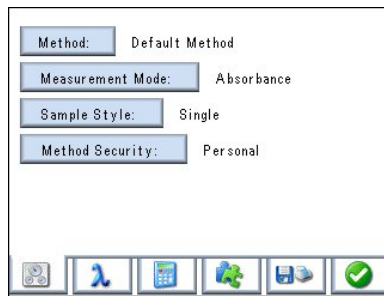 Method: Default Method
Measurement Mode: Absorbance
Sample Style: Single
Method Security: Personal
λ